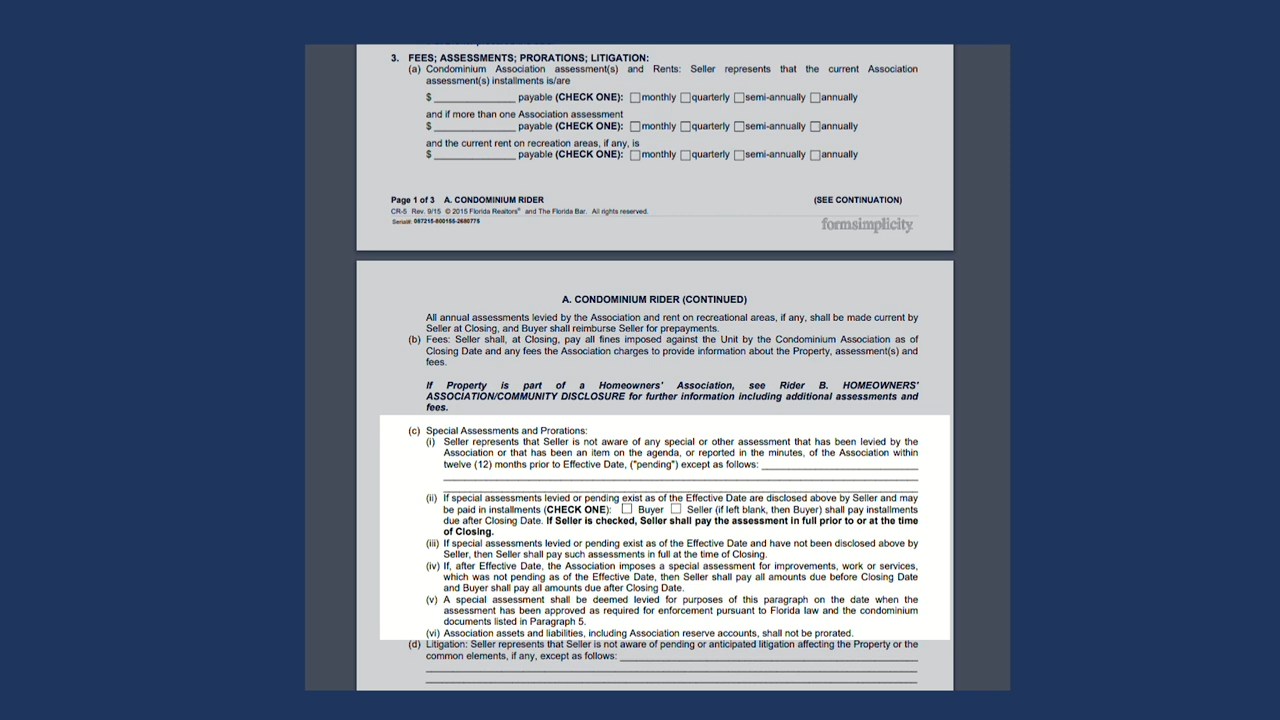 3. FEES; ASSESSMENTS; PRORATIONS; LITIGATION:
(a) Condominium Association assessment(s) and Rents: Seller represents that the current Association
assessment(s) installments is/are
$ ______________ payable (CHECK ONE): ☐monthly ☐quarterly ☐semi-annually ☐annually
and if more than one Association assessment
$ ______________ payable (CHECK ONE): ☐monthly ☐quarterly ☐semi-annually ☐annually
and the current rent on recreation areas, if any, is
$ ______________ payable (CHECK ONE): ☐monthly ☐quarterly ☐semi-annually ☐annually
Page 1 of 3 A. CONDOMINIUM RIDER (SEE CONTINUATION)
CR-5 Rev. 9/15 © 2015 Florida Realtors® and The Florida Bar. All rights reserved.
Serial#: 067215-800155-2680775
formsimplicity
A. CONDOMINIUM RIDER (CONTINUED)
All annual assessments levied by the Association and rent on recreational areas, if any, shall be made current by
Seller at Closing, and Buyer shall reimburse Seller for prepayments.
(b) Fees: Seller shall, at Closing, pay all fines imposed against the Unit by the Condominium Association as of
Closing Date and any fees the Association charges to provide information about the Property, assessment(s) and
fees.
If Property is part of a Homeowners' Association, see Rider B. HOMEOWNERS'
ASSOCIATION/COMMUNITY DISCLOSURE for further information including additional assessments and
fees.
(c) Special Assessments and Prorations:
(i) Seller represents that Seller is not aware of any special or other assessment that has been levied by the
Association or that has been an item on the agenda, or reported in the minutes, of the Association within
twelve (12) months prior to Effective Date, ("pending") except as follows: ____________________________
(ii) If special assessments levied or pending exist as of the Effective Date are disclosed above by Seller and may
be paid in installments (CHECK ONE): ☐ Buyer ☐ Seller (if left blank, then Buyer) shall pay installments
due after Closing Date. If Seller is checked, Seller shall pay the assessment in full prior to or at the time
of Closing.
(iii) If special assessments levied or pending exist as of the Effective Date and have not been disclosed above by
Seller, then Seller shall pay such assessments in full at the time of Closing.
(iv) If, after Effective Date, the Association imposes a special assessment for improvements, work or services,
which was not pending as of the Effective Date, then Seller shall pay all amounts due before Closing Date
and Buyer shall pay all amounts due after Closing Date.
(v) A special assessment shall be deemed levied for purposes of this paragraph on the date when the
assessment has been approved as required for enforcement pursuant to Florida law and the condominium
documents listed in Paragraph 5.
(vi) Association assets and liabilities, including Association reserve accounts, shall not be prorated.
(d) Litigation: Seller represents that Seller is not aware of pending or anticipated litigation affecting the Property or the
common elements, if any, except as follows: ____________________________